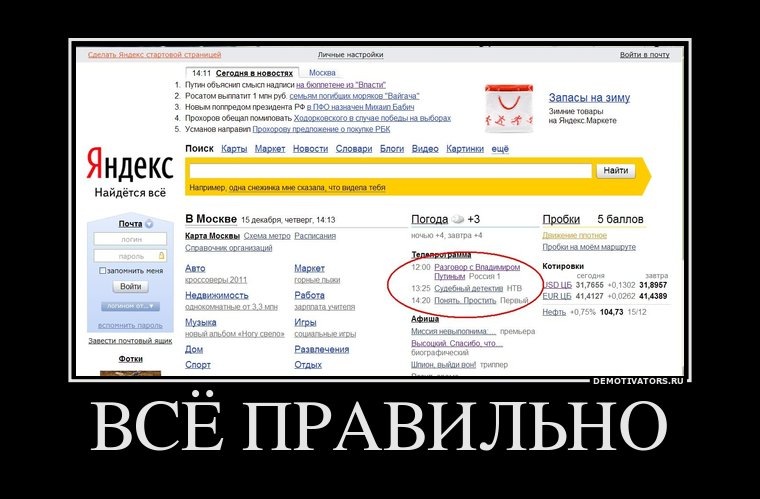 Сделать Яндекс стартовой страницей
Личные настройки
Войти в почту
14:11 Сегодня в новостях Москва
1. Путин объяснил смысл надписи на бюллетене из "Власти"
2. Росатом выплатит 1 млн руб. семьям погибших моряков "Вайгача"
3. Новым полпредом президента РФ в ПФО назначен Михаил Бабич
4. Прохоров обещал помиловать Ходорковского в случае победы на выборах
5. Усманов направил Прохорову предложение о покупке РБК
Запасы на зиму
Зимние товары
на Яндекс.Маркете
Яндекс
Найдётся всё
Поиск Карты Маркет Новости Словари Блоги Видео Картинки ещё
Найти
Например, одна снежинка мне сказала, что видела тебя
Почта
логин
пароль
запомнить меня
Войти
логином от...
вспомнить пароль
Завести почтовый ящик
Фотки
В Москве 15 декабря, четверг, 14:13
Карта Москвы Схема метро Расписания
Справочник организаций
Авто
кроссоверы 2011
Недвижимость
однокомнатные от 3,3 млн
Музыка
новый альбом «Ногу свело»
Дом
Спорт
Маркет
горные лыжи
Работа
зарплата учителя
Игры
социальные игры
Развлечения
Отдых
Погода +3
ночью +4, завтра +4
Телепрограмма
12:00 Разговор с Владимиром
Путиным Россия 1
13:25 Судебный детектив НТВ
14:20 Понять. Простить Первый
Афиша
Миссия невыполнима:... премьера
Высоцкий. Спасибо, что...
биографический
Шпион, выйди вон! триллер
Пробки 5 баллов
Движение плотное
Пробки на моём маршруте
Котировки
сегодня завтра
USD ЦБ 31,7655 +0,1302 31,8957
EUR ЦБ 41,4127 +0,0262 41,4389
Нефть +0,75% 104,73 15/12
DEMOTIVATORS.RU
ВСЁ ПРАВИЛЬНО